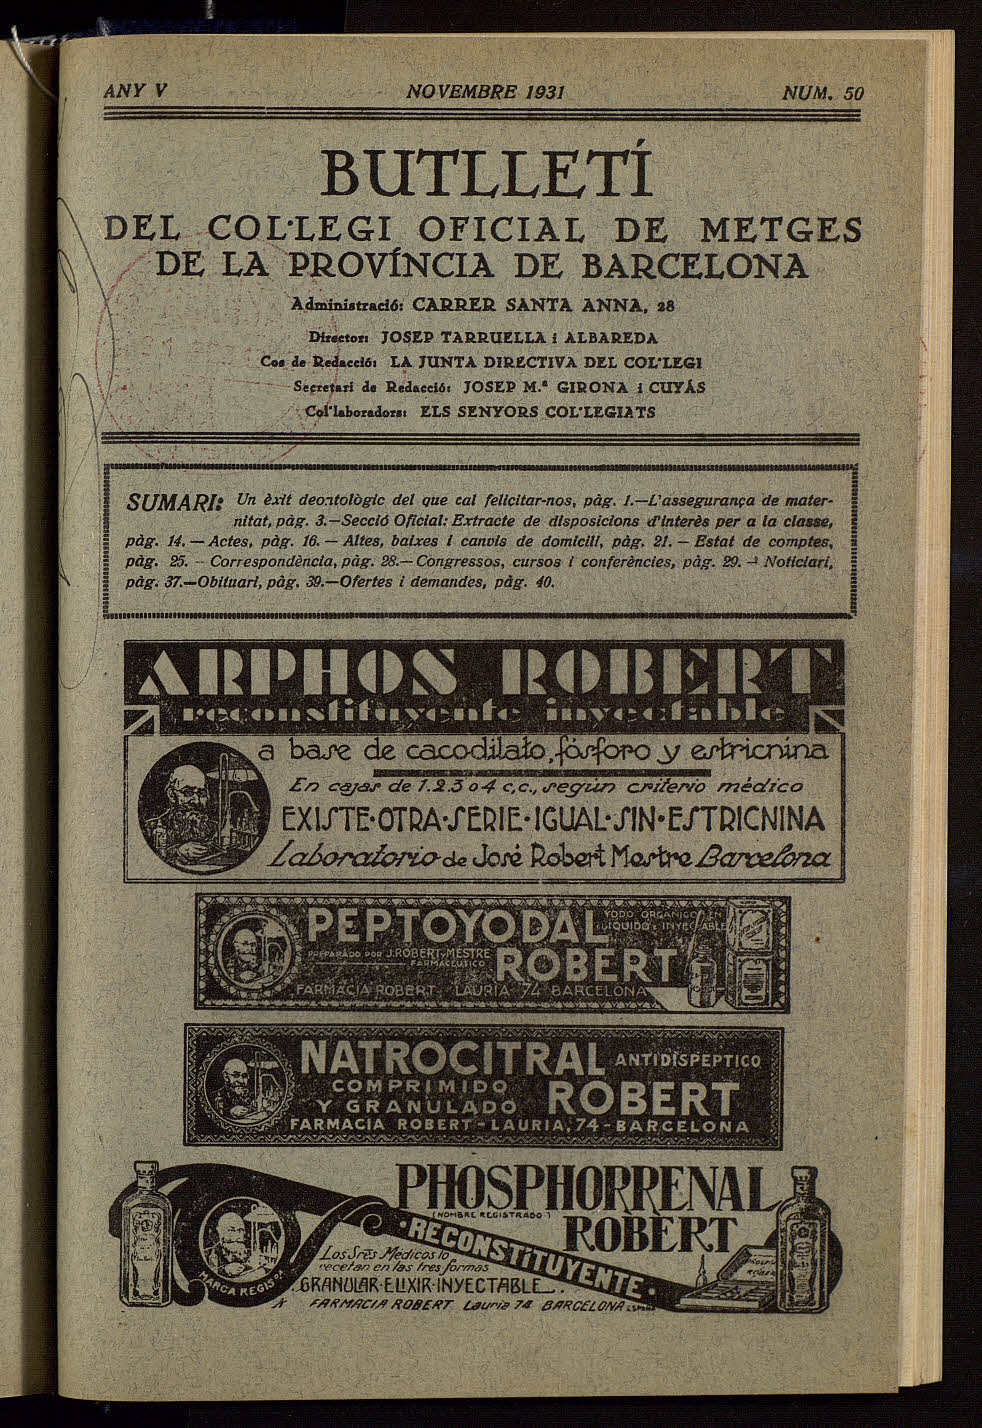 ANY V NOVEMBRE 1931 NUM. 50
BUTLLETÍ
DEL COL·LEGI OFICIAL DE METGES
DE LA PROVÍNCIA DE BARCELONA
Administració: CARRER SANTA ANNA, 28
Director: JOSEP TARRUELLA i ALBAREDA
Cos de Redacció: LA JUNTA DIRECTIVA DEL COL·LEGI
Secretari de Redacció: JOSEP M.ª GIRONA i CUYÁS
Col·laboradors: ELS SENYORS COL·LEGIATS
SUMARI: Un èxit deontològic del que cal felicitar-nos, pàg. 1.—L'assegurança de mater-
nitat, pàg. 3.—Secció Oficial: Extracte de disposicions d'interès per a la classe,
pàg. 14.—Actes, pàg. 16.—Altes, baixes i canvis de domicili, pàg. 21.—Estat de comptes,
pàg. 25.—Correspondència, pàg. 28.—Congressos, cursos i conferències, pàg. 29.—Noticiari,
pàg. 37.—Obituari, pàg. 39.—Ofertes i demandes, pàg. 40.
ARPHOS ROBERT
reconstituyente inyectable
a base de cacodilato, fósforo y estricnina
En cajas de 1.2.3 o 4 c.c., según criterio médico
EXISTE·OTRA·SERIE·IGUAL·SIN·ESTRICNINA
Laboratorio de José Robert Mestre Barcelona
PEPTOYODAL YODO ORGANICO EN
LIQUIDO E INYECTABLE
PREPARADO POR J. ROBERT MESTRE
FARMACEUTICO
ROBERT
FARMACIA ROBERT - LAURIA 74 BARCELONA
NATROCITRAL ANTIDISPEPTICO
COMPRIMIDO
Y GRANULADO ROBERT
FARMACIA ROBERT - LAURIA, 74 - BARCELONA
PHOSPHORRENAL
(NOMBRE REGISTRADO)
ROBERT
·RECONSTITUYENTE·
Los Sres Médicos lo
recetan en las tres formas
GRANULAR·ELIXIR·INYECTABLE
MARCA REGISDA
FARMACIA ROBERT Lauria 74 BARCELONA ESPAÑA